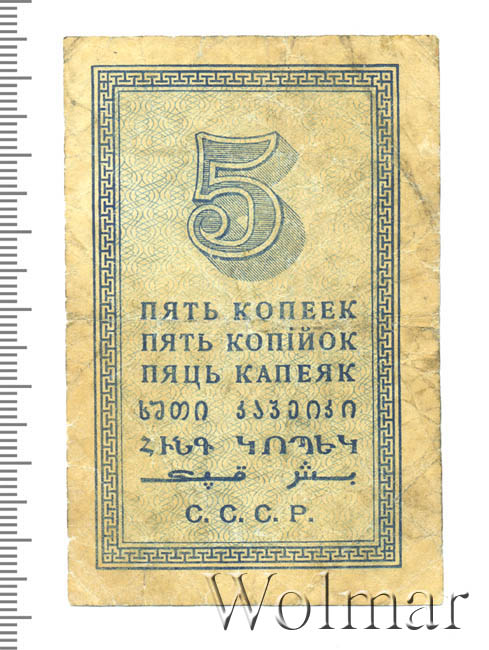 5
ПЯТЬ КОПЕЕК
ПЯТЬ КОПІЙОК
ПЯЦЬ КАПЕЯК
ხუთი კაპეიკი
ՀԻՆԳ ԿՈՊԵԿ
بش قپك
С. С. С. Р.
Wolmar